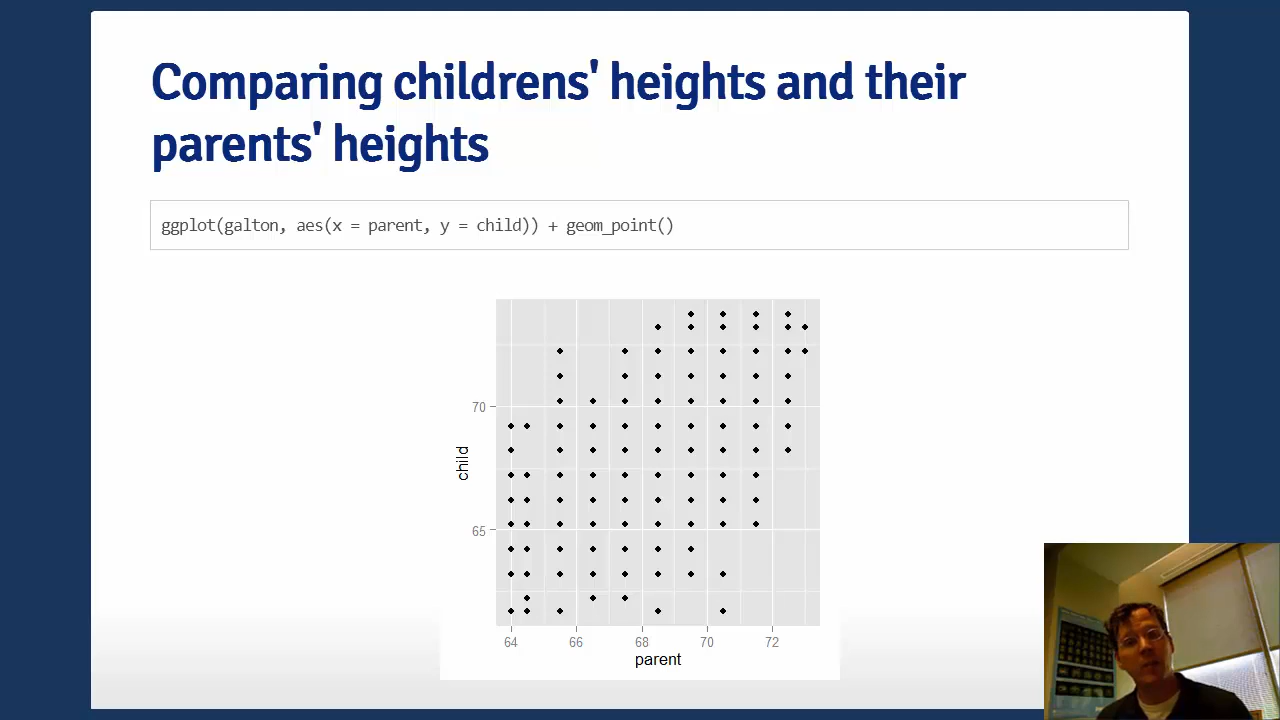 Comparing childrens' heights and their
parents' heights
ggplot(galton, aes(x = parent, y = child)) + geom_point()
70
child
65
64 66 68 70 72
parent